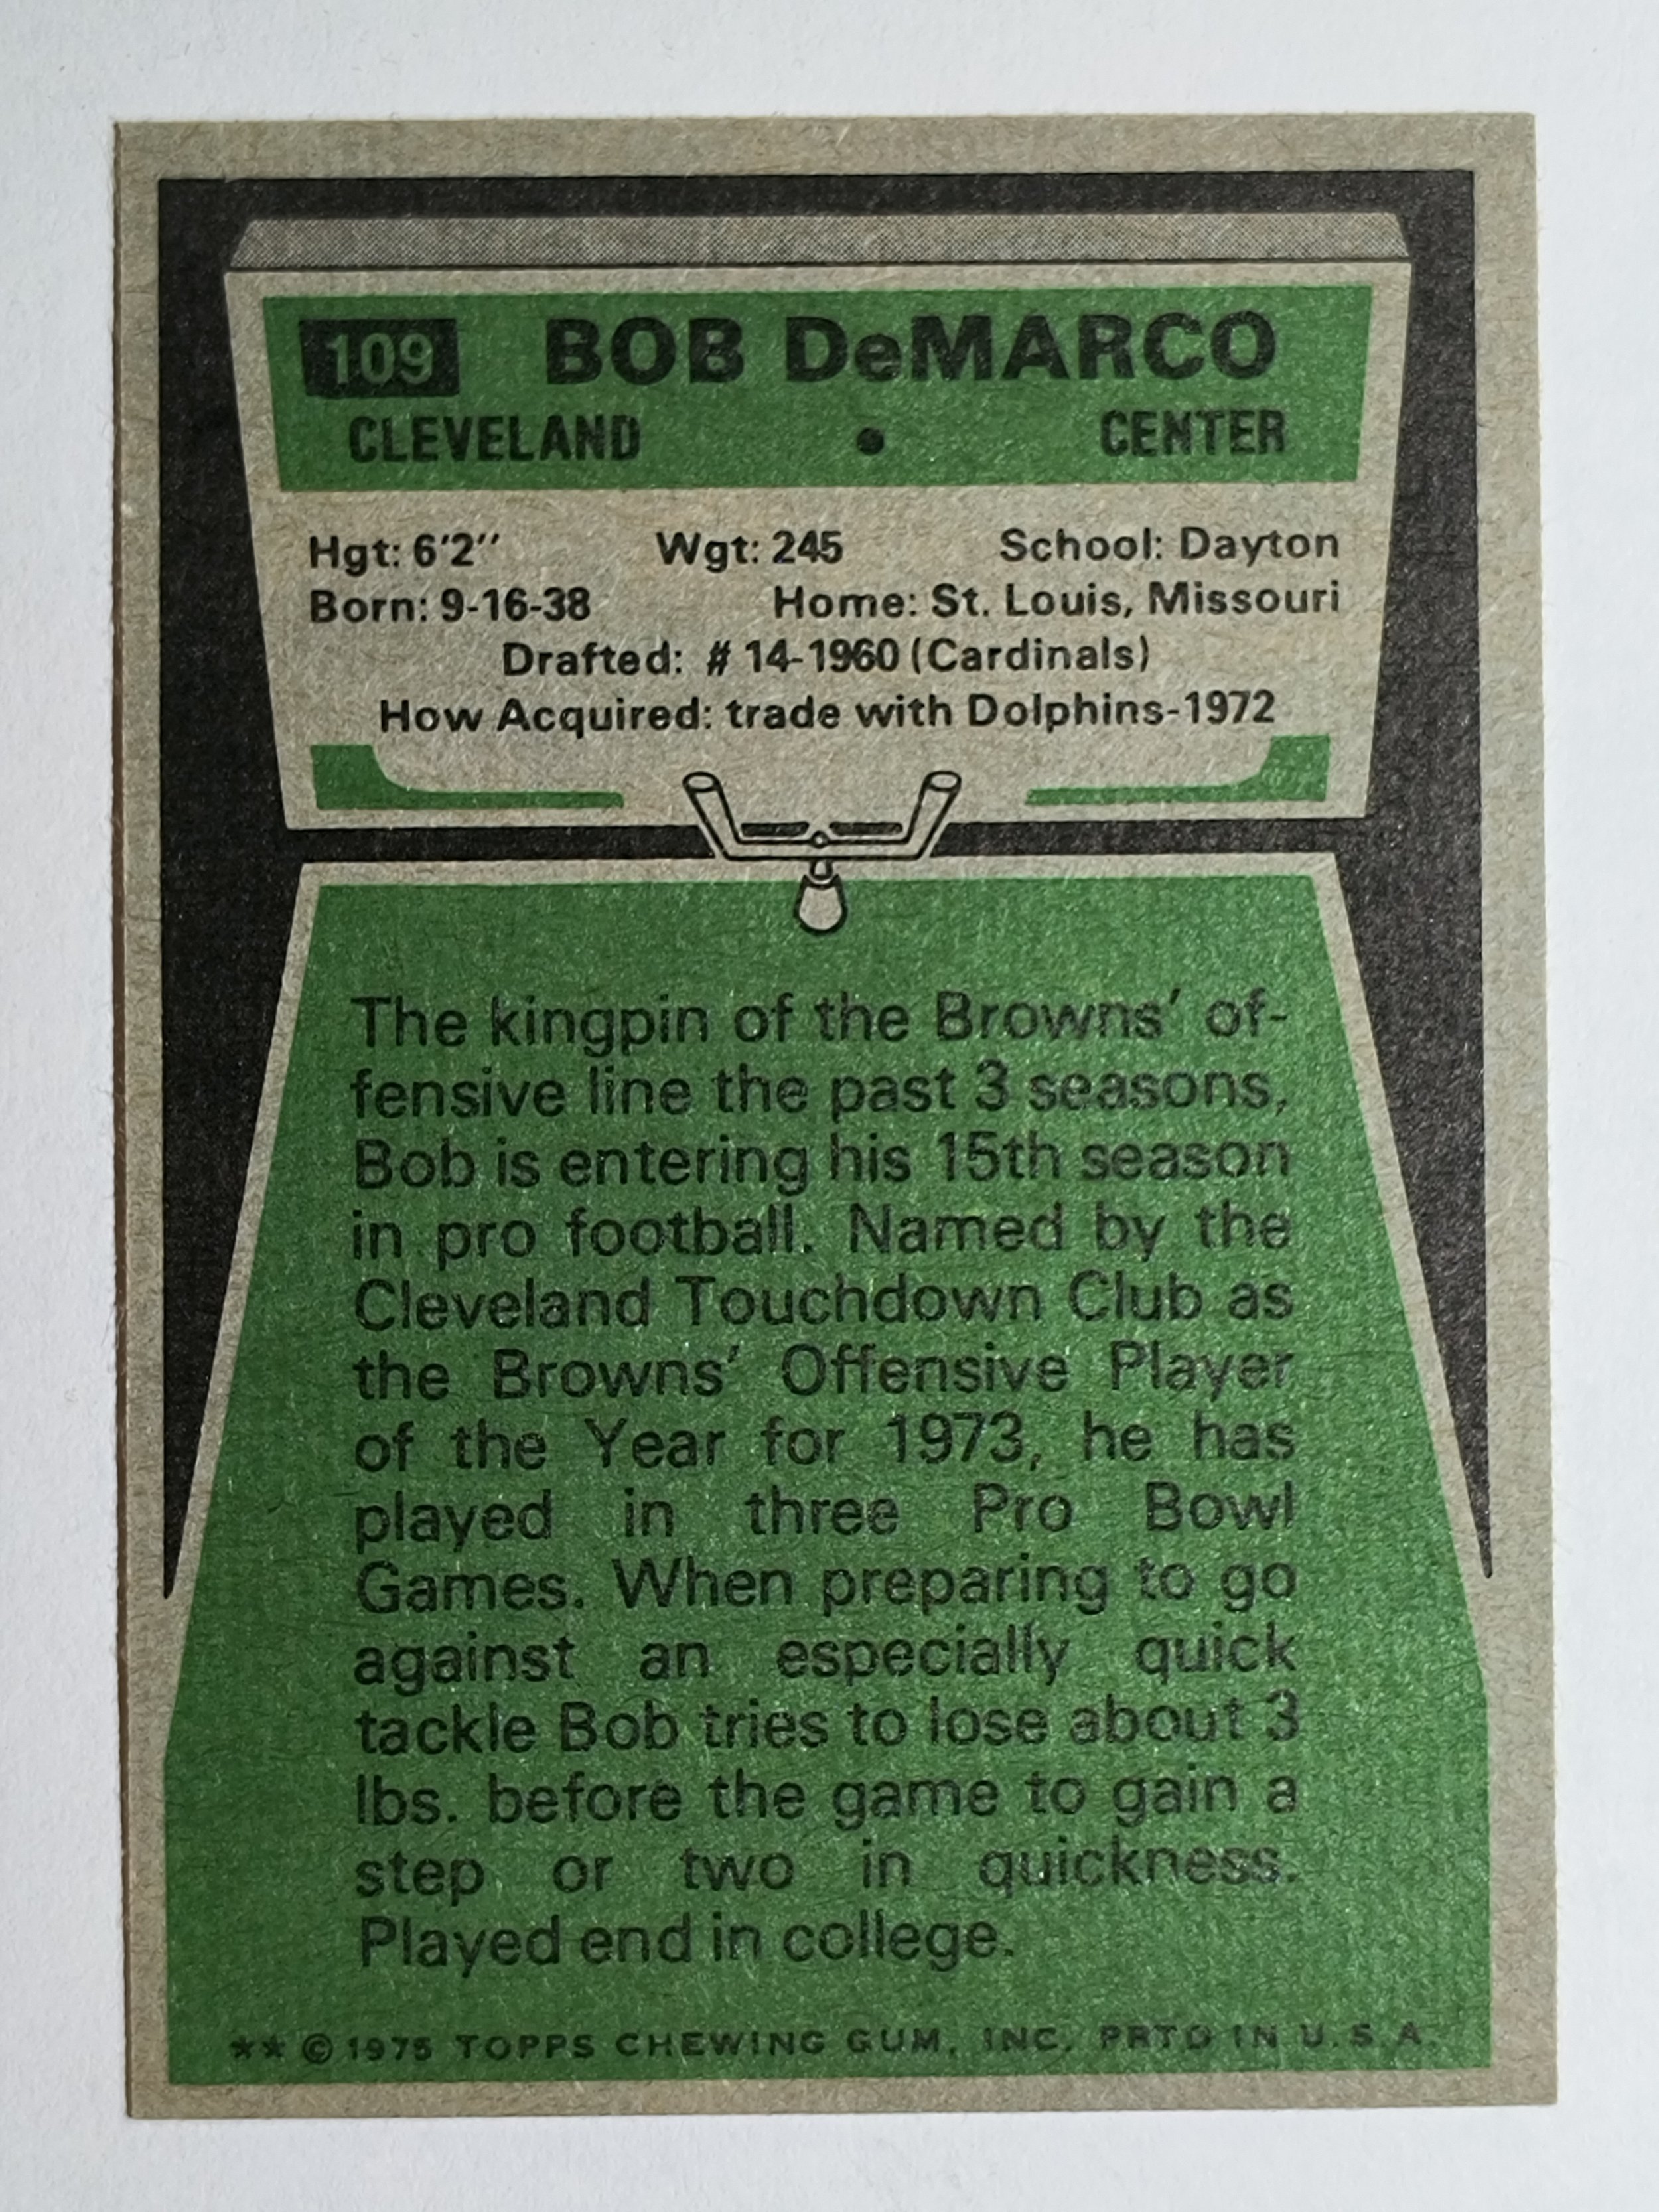 109 BOB DeMARCO
CLEVELAND • CENTER
Hgt: 6'2'' Wgt: 245 School: Dayton
Born: 9-16-38 Home: St. Louis, Missouri
Drafted: # 14-1960 (Cardinals)
How Acquired: trade with Dolphins-1972
The kingpin of the Browns' of-
fensive line the past 3 seasons,
Bob is entering his 15th season
in pro football. Named by the
Cleveland Touchdown Club as
the Browns' Offensive Player
of the Year for 1973, he has
played in three Pro Bowl
Games. When preparing to go
against an especially quick
tackle Bob tries to lose about 3
lbs. before the game to gain a
step or two in quickness.
Played end in college.
** © 1975 TOPPS CHEWING GUM, INC. PRTD IN U.S.A.